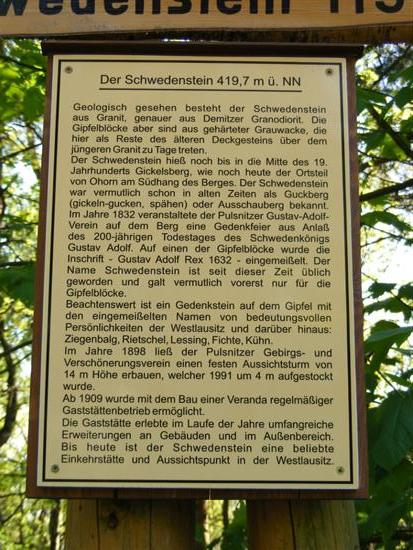 wedenstein
Der Schwedenstein 419,7 m ü. NN
Geologisch gesehen besteht der Schwedenstein
aus Granit, genauer aus Demitzer Granodiorit. Die
Gipfelblöcke aber sind aus gehärteter Grauwacke, die
hier als Reste des älteren Deckgesteins über dem
jüngeren Granit zu Tage treten.
Der Schwedenstein hieß noch bis in die Mitte des 19.
Jahrhunderts Gickelsberg, wie noch heute der Ortsteil
von Ohorn am Südhang des Berges. Der Schwedenstein
war vermutlich schon in alten Zeiten als Guckberg
(gickeln-gucken, spähen) oder Ausschauberg bekannt.
Im Jahre 1832 veranstaltete der Pulsnitzer Gustav-Adolf-
Verein auf dem Berg eine Gedenkfeier aus Anlaß
des 200-jährigen Todestages des Schwedenkönigs
Gustav Adolf. Auf einen der Gipfelblöcke wurde die
Inschrift - Gustav Adolf Rex 1632 - eingemeißelt. Der
Name Schwedenstein ist seit dieser Zeit üblich
geworden und galt vermutlich vorerst nur für die
Gipfelblöcke.
Beachtenswert ist ein Gedenkstein auf dem Gipfel mit
den eingemeißelten Namen von bedeutungsvollen
Persönlichkeiten der Westlausitz und darüber hinaus:
Ziegenbalg, Rietschel, Lessing, Fichte, Kühn.
Im Jahre 1898 ließ der Pulsnitzer Gebirgs- und
Verschönerungsverein einen festen Aussichtsturm von
14 m Höhe erbauen, welcher 1991 um 4 m aufgestockt
wurde.
Ab 1909 wurde mit dem Bau einer Veranda regelmäßiger
Gaststättenbetrieb ermöglicht.
Die Gaststätte erlebte im Laufe der Jahre umfangreiche
Erweiterungen an Gebäuden und im Außenbereich.
Bis heute ist der Schwedenstein eine beliebte
Einkehrstätte und Aussichtspunkt in der Westlausitz.